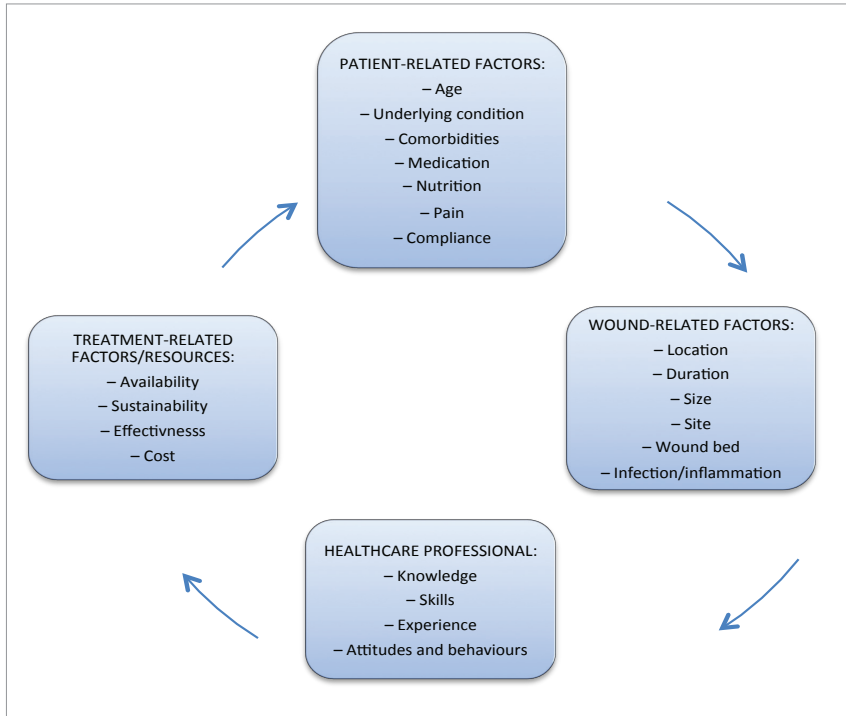 PATIENT-RELATED FACTORS:
– Age
– Underlying condition
– Comorbidities
– Medication
– Nutrition
– Pain
– Compliance
WOUND-RELATED FACTORS:
– Location
– Duration
– Size
– Site
– Wound bed
– Infection/inflammation
HEALTHCARE PROFESSIONAL:
– Knowledge
– Skills
– Experience
– Attitudes and behaviours
TREATMENT-RELATED
FACTORS/RESOURCES:
– Availability
– Sustainability
– Effectivnesss
– Cost